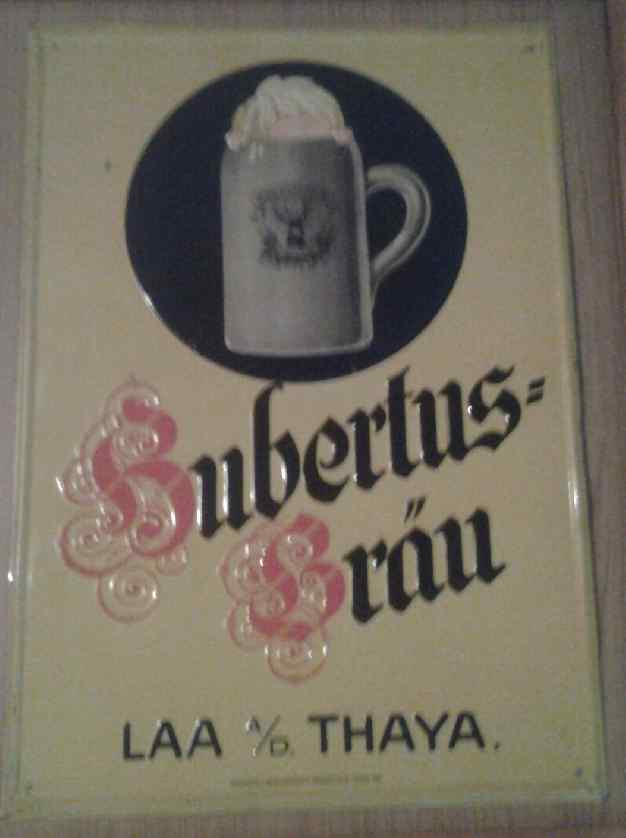 Hubertus=
Bräu
LAA A/D. THAYA.